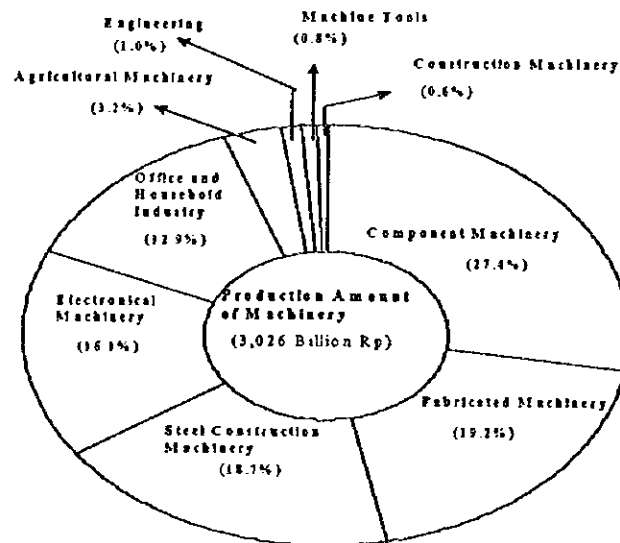 Engineering
(1.0%)
Machine Tools
(0.8%)
Agricultural Machinery
(3.2%)
Construction Machinery
(0.6%)
Office and
Household
Industry
(12.9%)
Component Machinery
(27.4%)
Electronical
Machinery
(16.1%)
Production Amount
of Machinery
(3,026 Billion Rp)
Fabricated Machinery
(19.2%)
Steel Construction
Machinery
(18.7%)